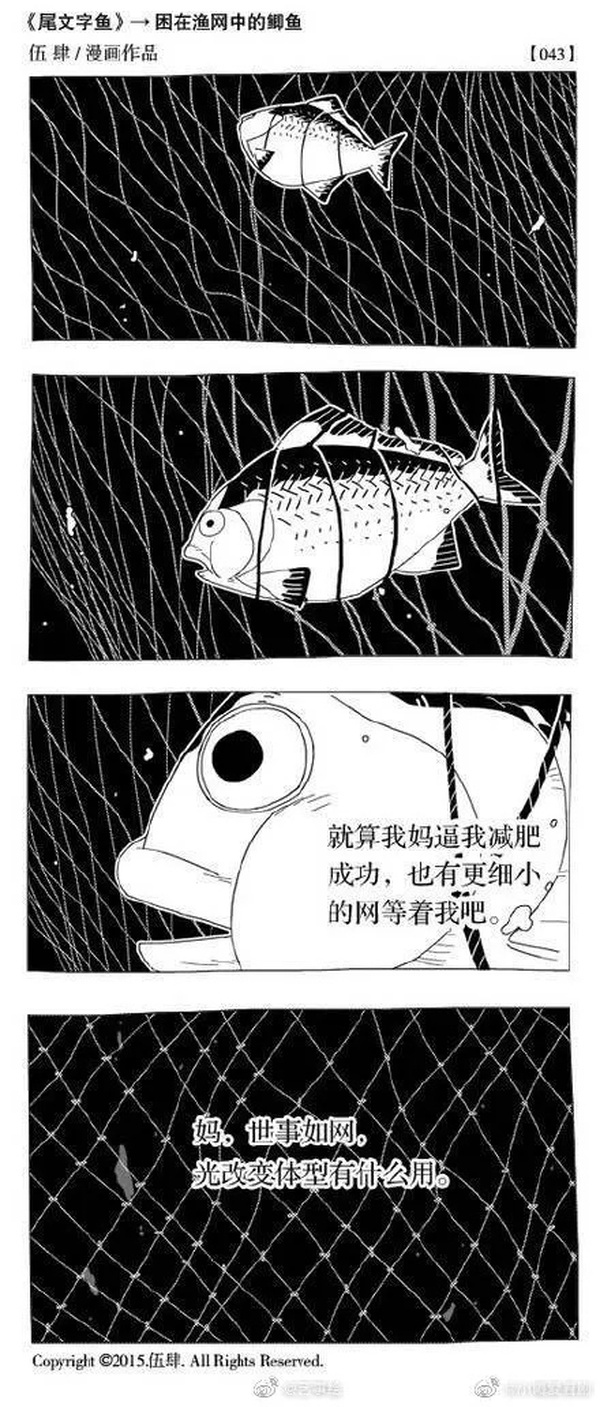 《尾文字鱼》→ 困在渔网中的鲫鱼
伍 肆 / 漫画作品
【043】
就算我妈逼我减肥
成功，也有更细小
的网等着我吧。
妈，世事如网，
光改变体型有什么用。
Copyright ©2015.伍肆. All Rights Reserved.